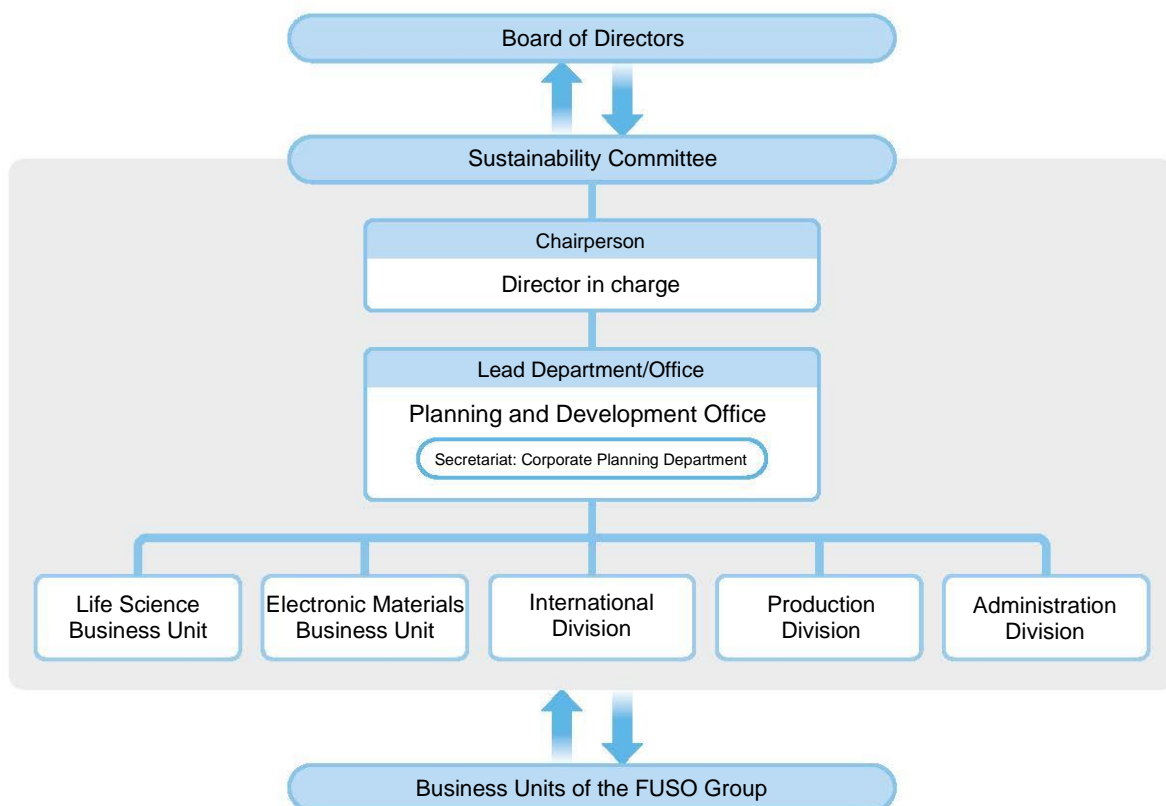 Board of Directors
Sustainability Committee
Chairperson
Director in charge
Lead Department/Office
Planning and Development Office
Secretariat: Corporate Planning Department
Life Science
Business Unit
Electronic Materials
Business Unit
International
Division
Production
Division
Administration
Division
Business Units of the FUSO Group